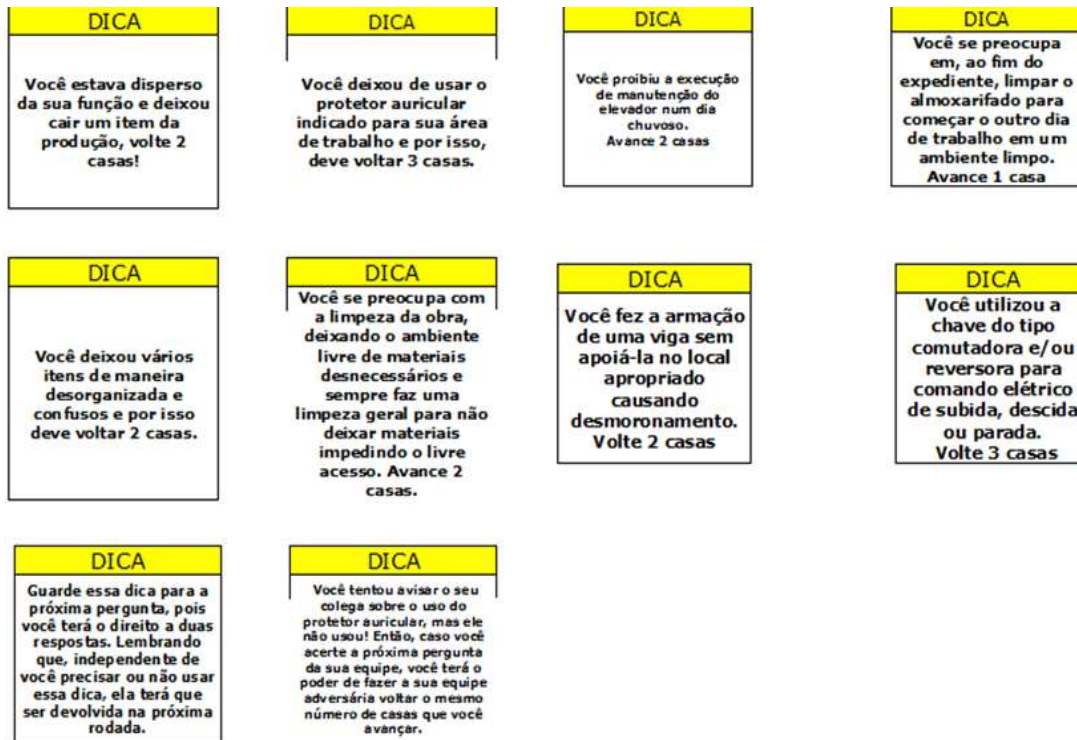 DICA
Você estava disperso
da sua função e deixou
cair um item da
produção, volte 2
casas!
DICA
Você deixou de usar o
protetor auricular
indicado para sua área
de trabalho e por isso,
deve voltar 3 casas.
DICA
Você proibiu a execução
de manutenção do
elevador num dia
chuvoso.
Avance 2 casas
DICA
Você se preocupa
em, ao fim do
expediente, limpar o
almoxarifado para
começar o outro dia
de trabalho em um
ambiente limpo.
Avance 1 casa
DICA
Você deixou vários
itens de maneira
desorganizada e
confusos e por isso
deve voltar 2 casas.
DICA
Você se preocupa com
a limpeza da obra,
deixando o ambiente
livre de materiais
desnecessários e
sempre faz uma
limpeza geral para não
deixar materiais
impedindo o livre
acesso. Avance 2
casas.
DICA
Você fez a armação
de uma viga sem
apoiá-la no local
apropriado
causando
desmoronamento.
Volte 2 casas
DICA
Você utilizou a
chave do tipo
comutadora e/ou
reversora para
comando elétrico
de subida, descida
ou parada.
Volte 3 casas
DICA
Guarde essa dica para a
próxima pergunta, pois
você terá o direito a duas
respostas. Lembrando
que, independente de
você precisar ou não usar
essa dica, ela terá que
ser devolvida na próxima
rodada.
DICA
Você tentou avisar o seu
colega sobre o uso do
protetor auricular, mas ele
não usou! Então, caso você
acerte a próxima pergunta
da sua equipe, você terá o
poder de fazer a sua equipe
adversária voltar o mesmo
número de casas que você
avançar.